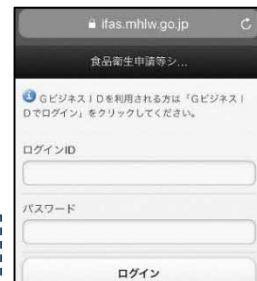 ifas.mhlw.go.jp
食品衛生申請等シ...
GビジネスIDを利用される方は「GビジネスI
Dでログイン」をクリックしてください。
ログインID
パスワード
ログイン